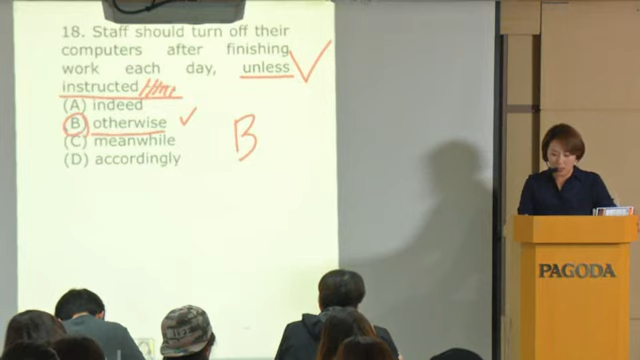 18. Staff should turn off their
computers after finishing
work each day, unless
instructed
(A) indeed
(B) otherwise
(C) meanwhile
(D) accordingly
B
PAGODA